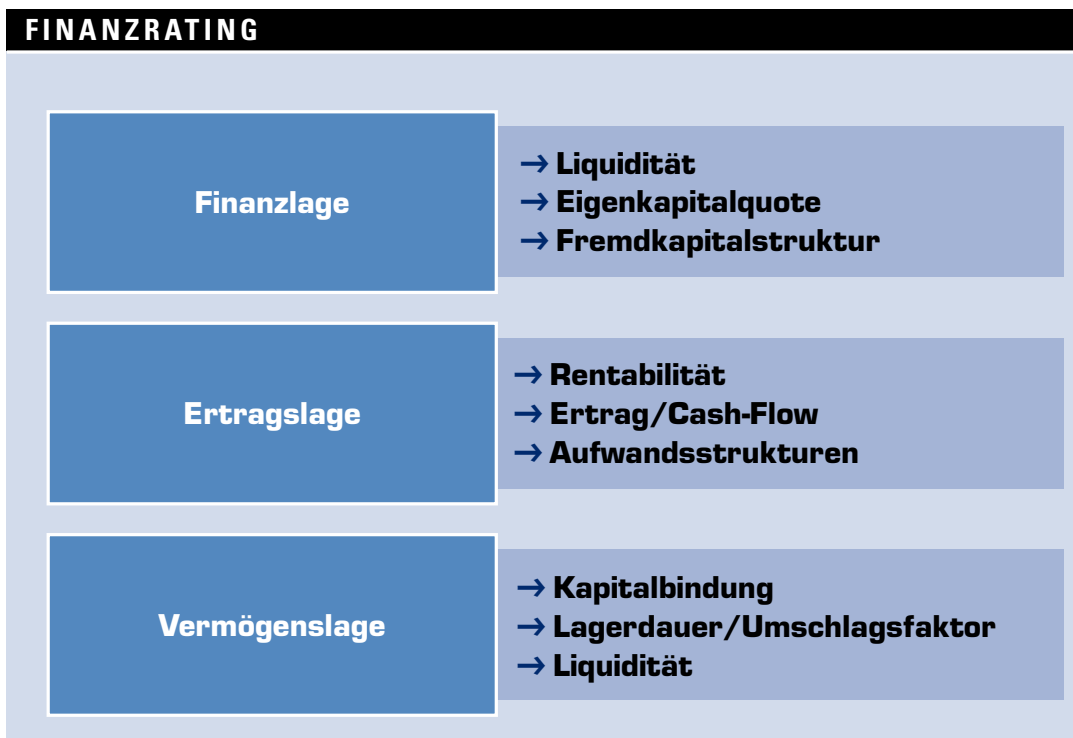 FINANZRATING
Finanzlage
→ Liquidität
→ Eigenkapitalquote
→ Fremdkapitalstruktur
Ertragslage
→ Rentabilität
→ Ertrag/Cash-Flow
→ Aufwandsstrukturen
Vermögenslage
→ Kapitalbindung
→ Lagerdauer/Umschlagsfaktor
→ Liquidität